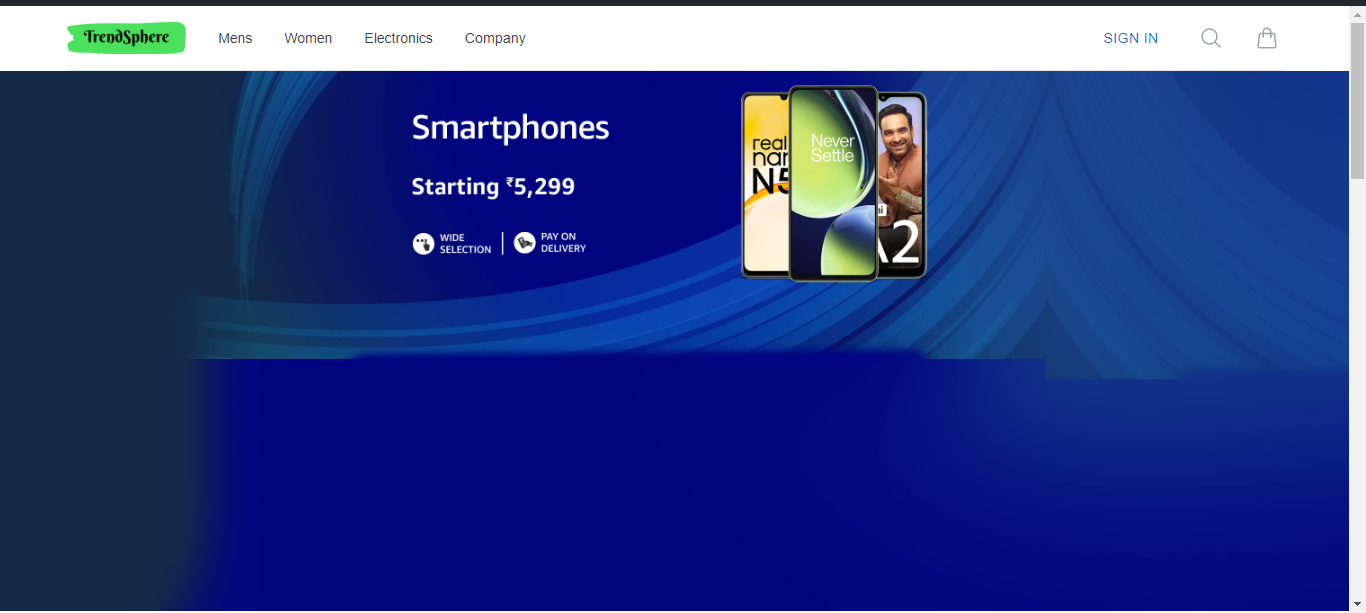 TrendSphere
Mens
Women
Electronics
Company
SIGN IN
Smartphones
Starting ₹5,299
WIDE
SELECTION
PAY ON
DELIVERY
real
nar
N5
Never
Settle
A2